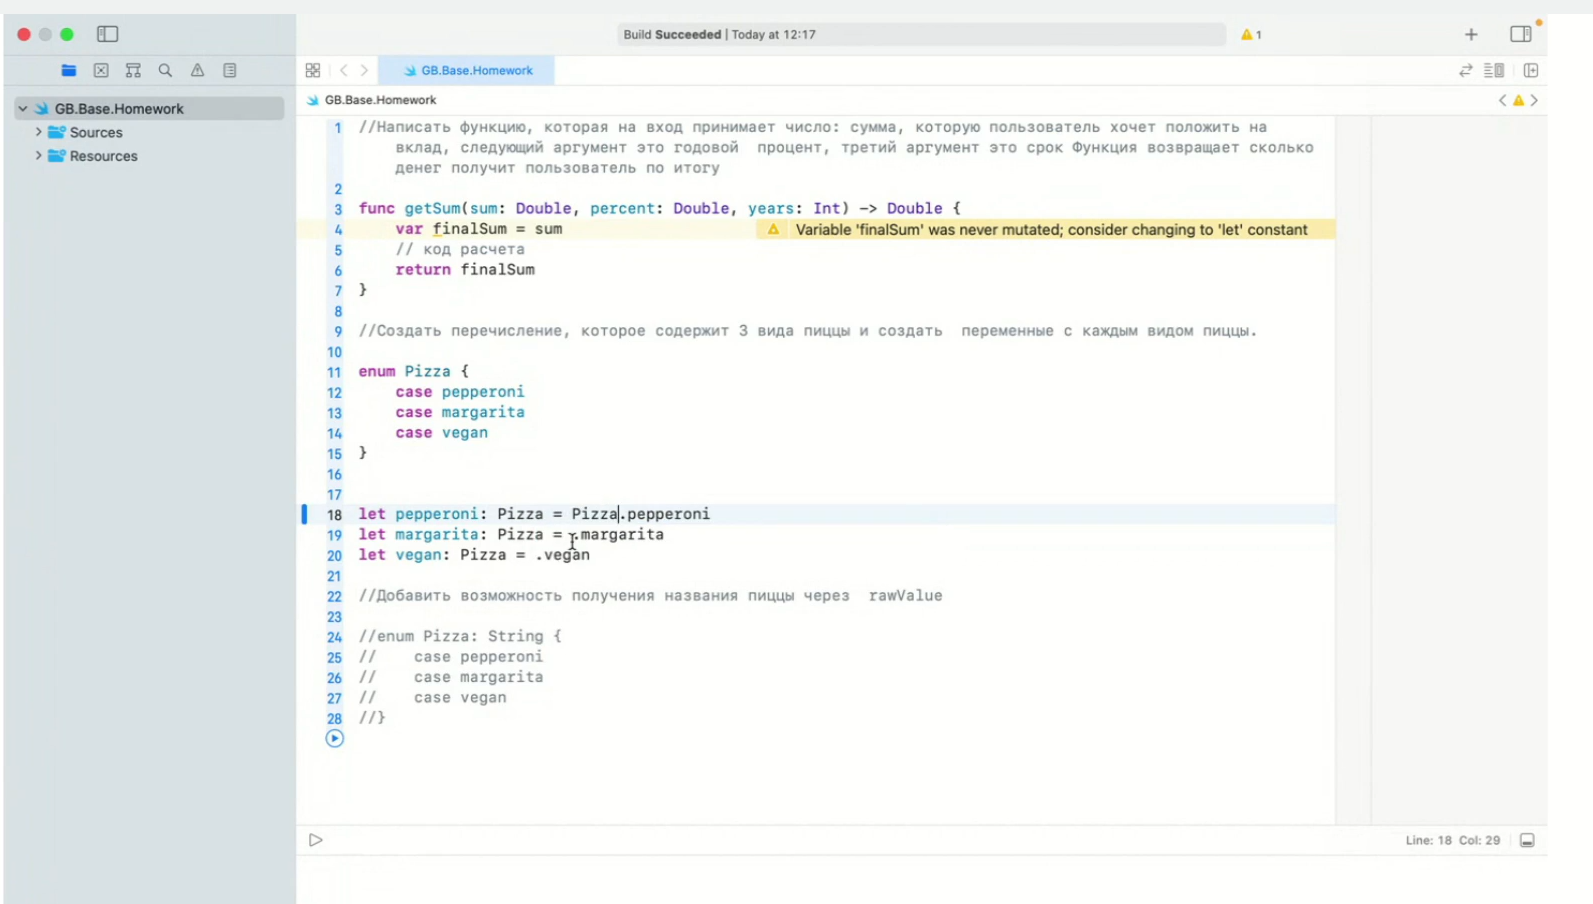 Build Succeeded | Today at 12:17
1
GB.Base.Homework
GB.Base.Homework
GB.Base.Homework
Sources
Resources
1 //Написать функцию, которая на вход принимает число: сумма, которую пользователь хочет положить на
вклад, следующий аргумент это годовой  процент, третий аргумент это срок Функция возвращает сколько
денег получит пользователь по итогу
2
3 func getSum(sum: Double, percent: Double, years: Int) -> Double {
4     var finalSum = sum
Variable 'finalSum' was never mutated; consider changing to 'let' constant
5     // код расчета
6     return finalSum
7 }
8
9 //Создать перечисление, которое содержит 3 вида пиццы и создать  переменные с каждым видом пиццы.
10
11 enum Pizza {
12     case pepperoni
13     case margarita
14     case vegan
15 }
16
17
18 let pepperoni: Pizza = Pizza.pepperoni
19 let margarita: Pizza = .margarita
20 let vegan: Pizza = .vegan
21
22 //Добавить возможность получения названия пиццы через  rawValue
23
24 //enum Pizza: String {
25 //    case pepperoni
26 //    case margarita
27 //    case vegan
28 //}
Line: 18 Col: 29